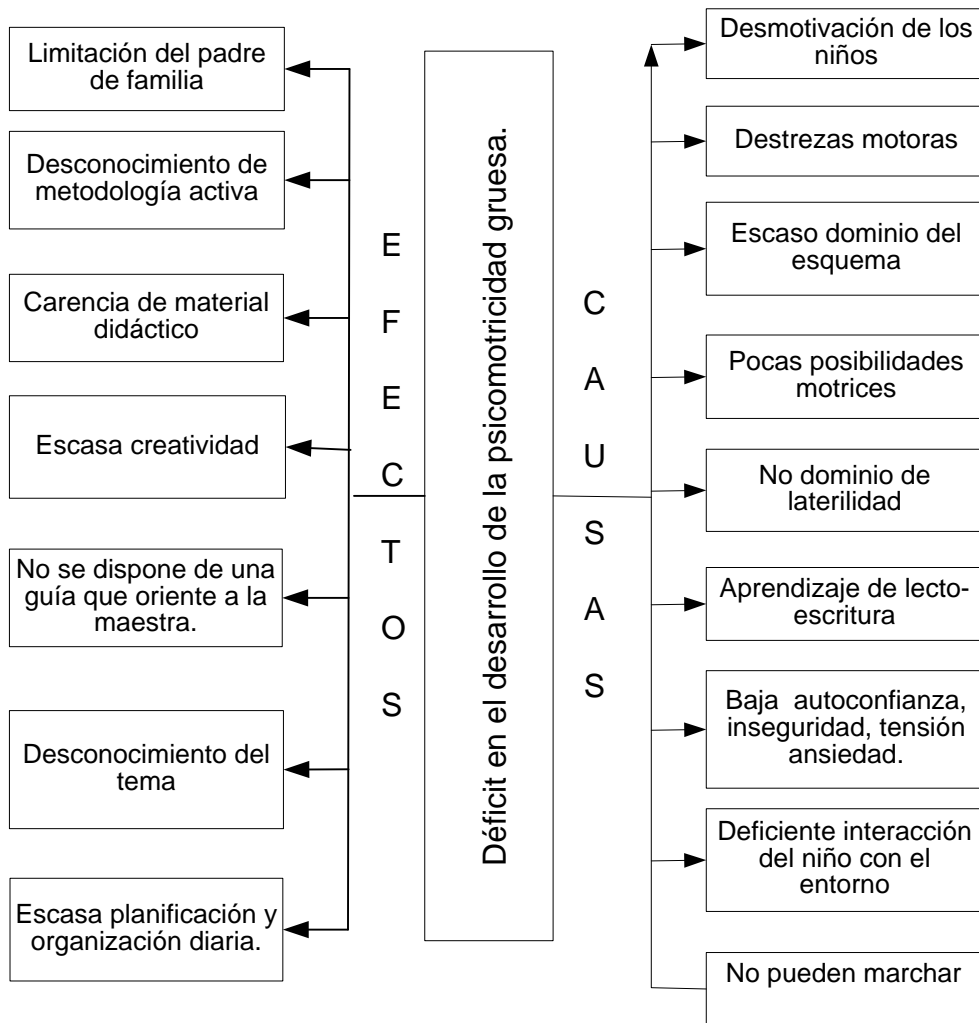 Limitación del padre
de familia
Desconocimiento de
metodología activa
Carencia de material
didáctico
Escasa creatividad
No se dispone de una
guía que oriente a la
maestra.
Desconocimiento del
tema
Escasa planificación y
organización diaria.
E
F
E
C
T
O
S
Déficit en el desarrollo de la psicomotricidad gruesa.
C
A
U
S
A
S
Desmotivación de los
niños
Destrezas motoras
Escaso dominio del
esquema
Pocas posibilidades
motrices
No dominio de
laterilidad
Aprendizaje de lecto-
escritura
Baja autoconfianza,
inseguridad, tensión
ansiedad.
Deficiente interacción
del niño con el
entorno
No pueden marchar